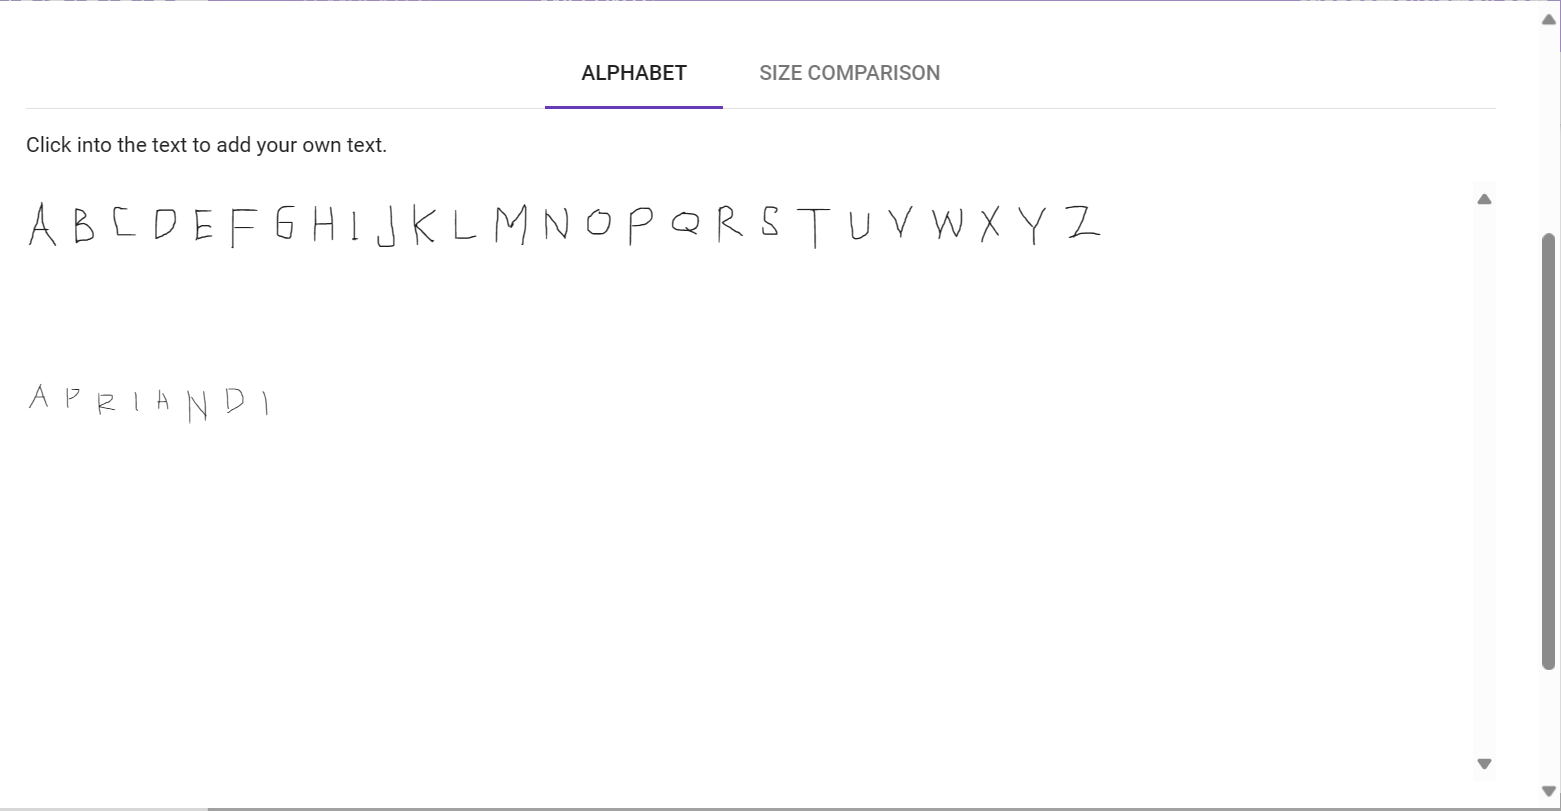 ALPHABET SIZE COMPARISON
Click into the text to add your own text.
A B C D E F G H I J K L M N O P Q R S T U V W X Y Z
A P R I A N D I